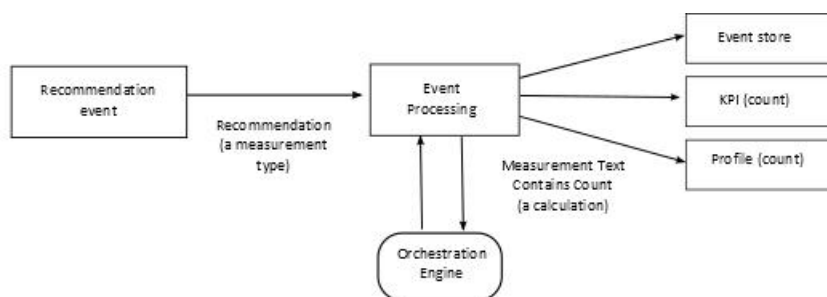 Recommendation
event
Recommendation
(a measurement
type)
Event
Processing
Measurement Text
Contains Count
(a calculation)
Orchestration
Engine
Event store
KPI (count)
Profile (count)